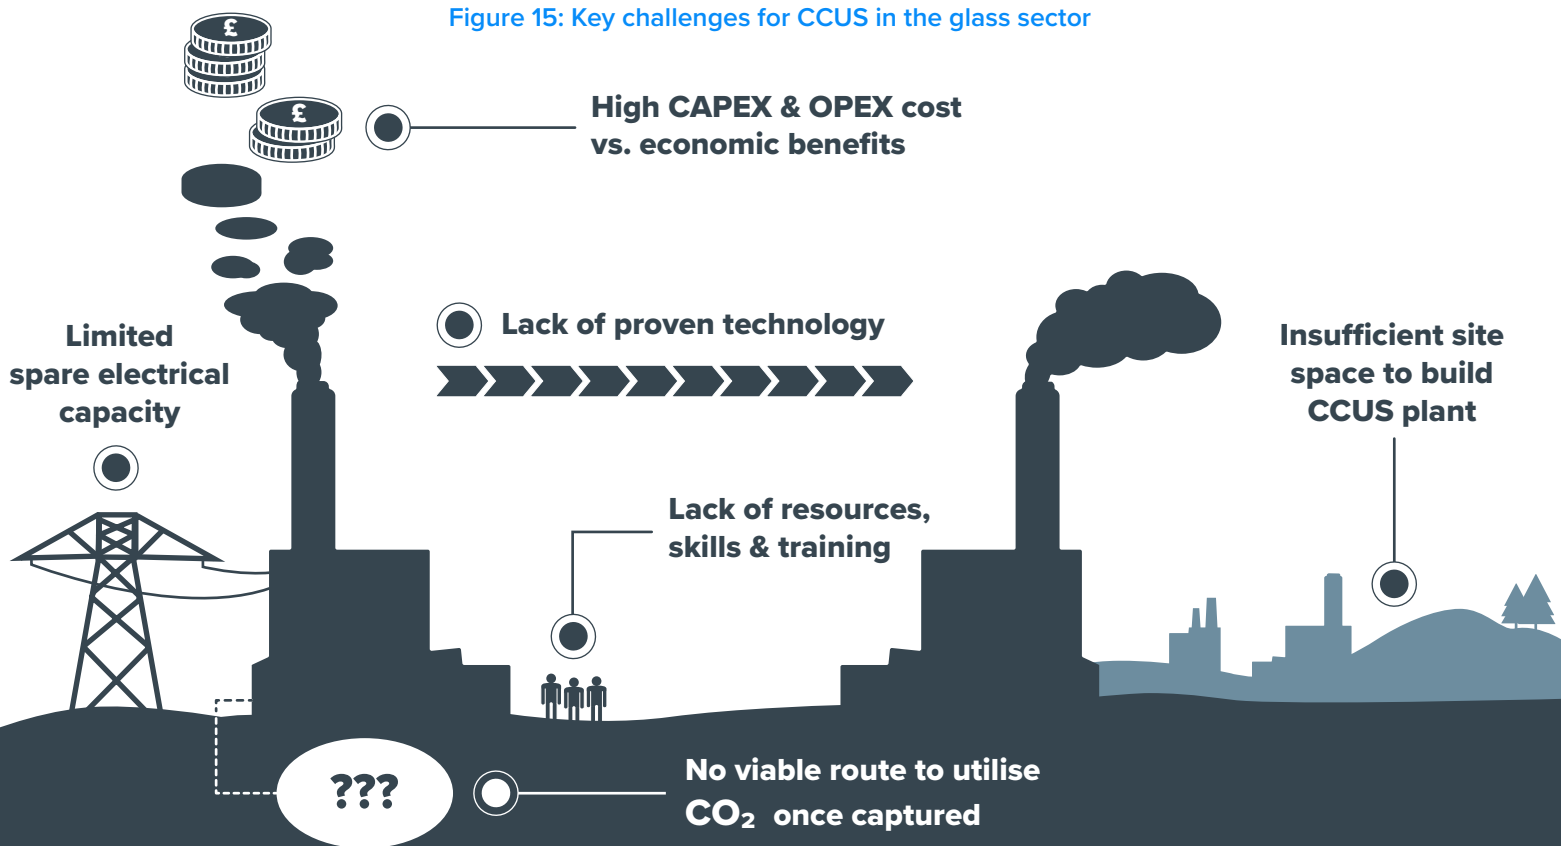 Figure 15: Key challenges for CCUS in the glass sector
£
£
High CAPEX & OPEX cost
vs. economic benefits
Limited
spare electrical
capacity
Lack of proven technology
Insufficient site
space to build
CCUS plant
Lack of resources,
skills & training
???
No viable route to utilise
CO₂ once captured